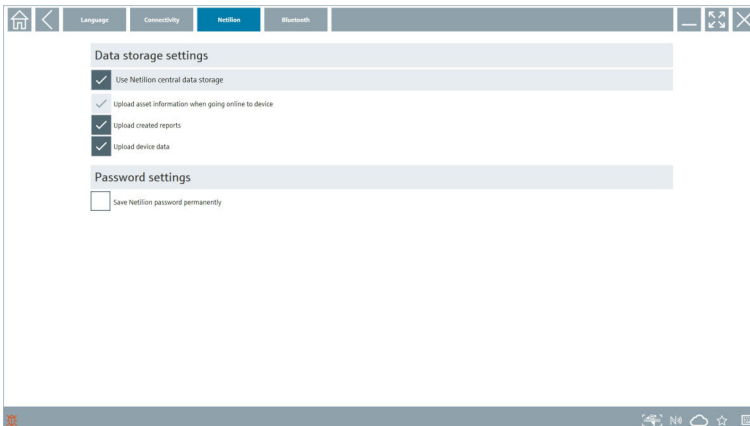 Language Connectivity Netilion Bluetooth
Data storage settings
Use Netilion central data storage
Upload asset information when going online to device
Upload created reports
Upload device data
Password settings
Save Netilion password permanently